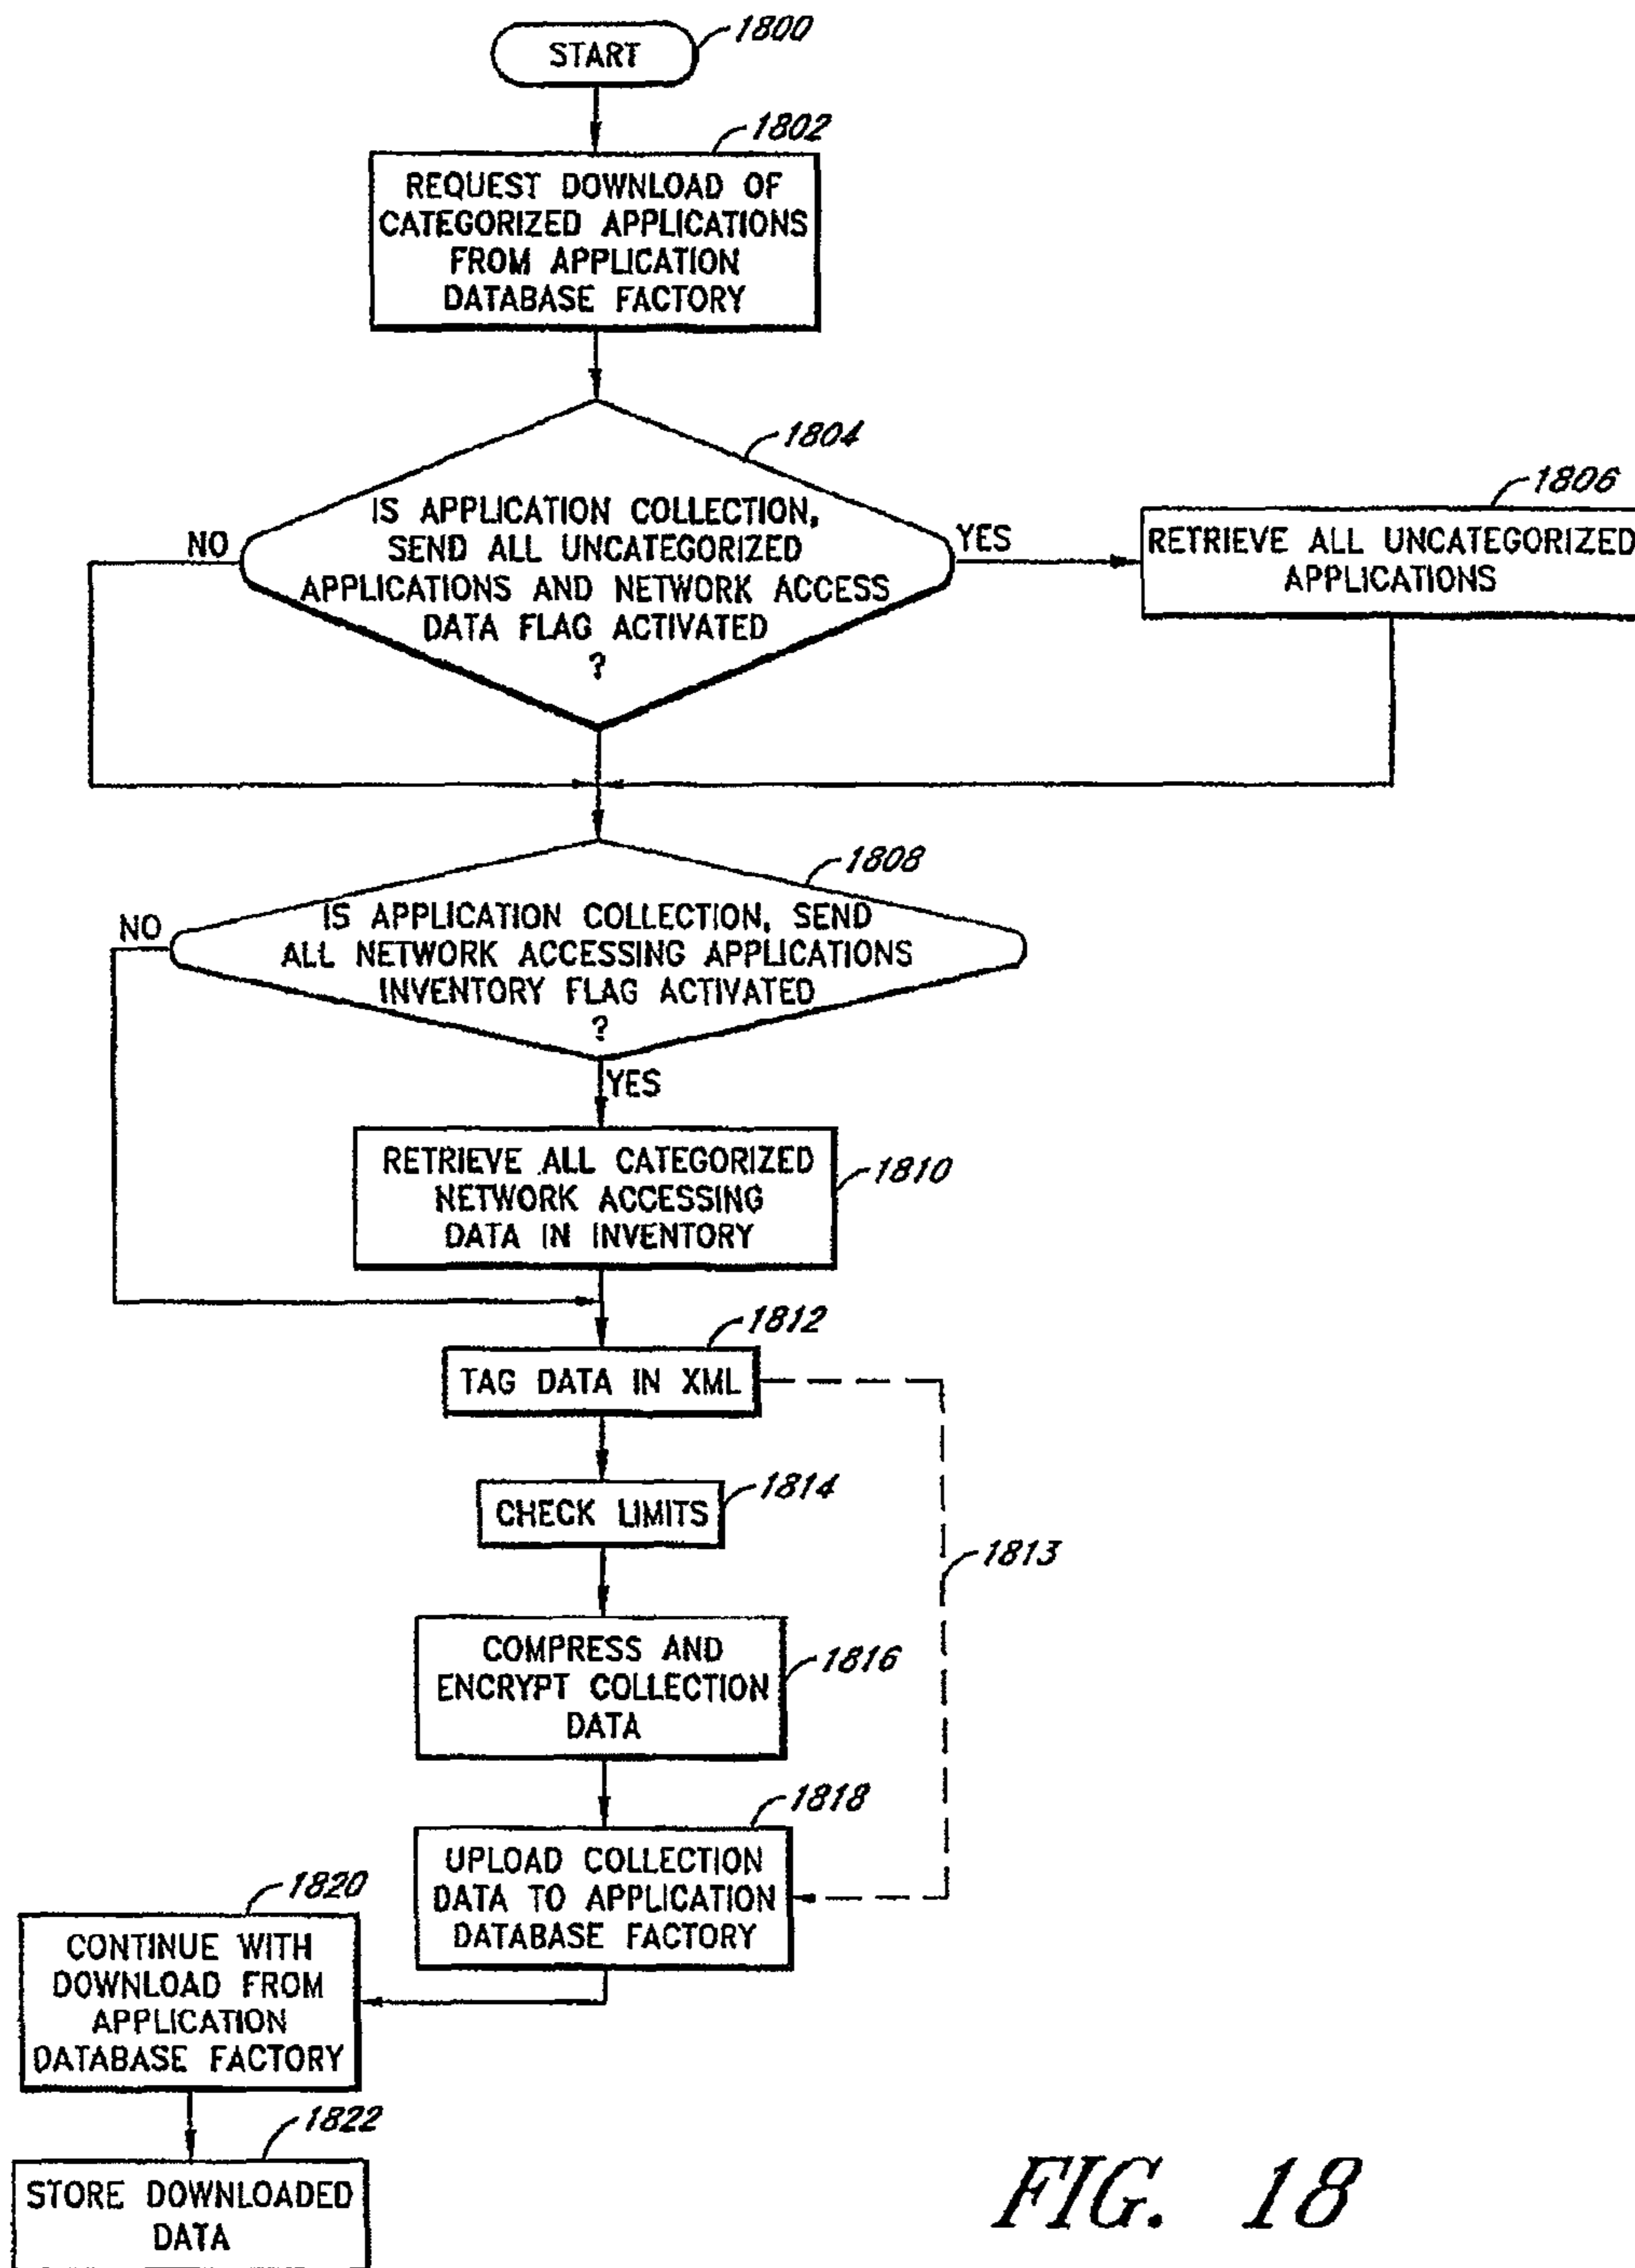 START
1800
1802
REQUEST DOWNLOAD OF
CATEGORIZED APPLICATIONS
FROM APPLICATION
DATABASE FACTORY
1804
IS APPLICATION COLLECTION,
SEND ALL UNCATEGORIZED
APPLICATIONS AND NETWORK ACCESS
DATA FLAG ACTIVATED
?
NO
YES
1806
RETRIEVE ALL UNCATEGORIZED
APPLICATIONS
1808
IS APPLICATION COLLECTION, SEND
ALL NETWORK ACCESSING APPLICATIONS
INVENTORY FLAG ACTIVATED
?
NO
YES
RETRIEVE ALL CATEGORIZED
NETWORK ACCESSING
DATA IN INVENTORY
1810
1812
TAG DATA IN XML
1814
CHECK LIMITS
1813
COMPRESS AND
ENCRYPT COLLECTION
DATA
1816
1818
UPLOAD COLLECTION
DATA TO APPLICATION
DATABASE FACTORY
1820
CONTINUE WITH
DOWNLOAD FROM
APPLICATION
DATABASE FACTORY
1822
STORE DOWNLOADED
DATA
FIG. 18